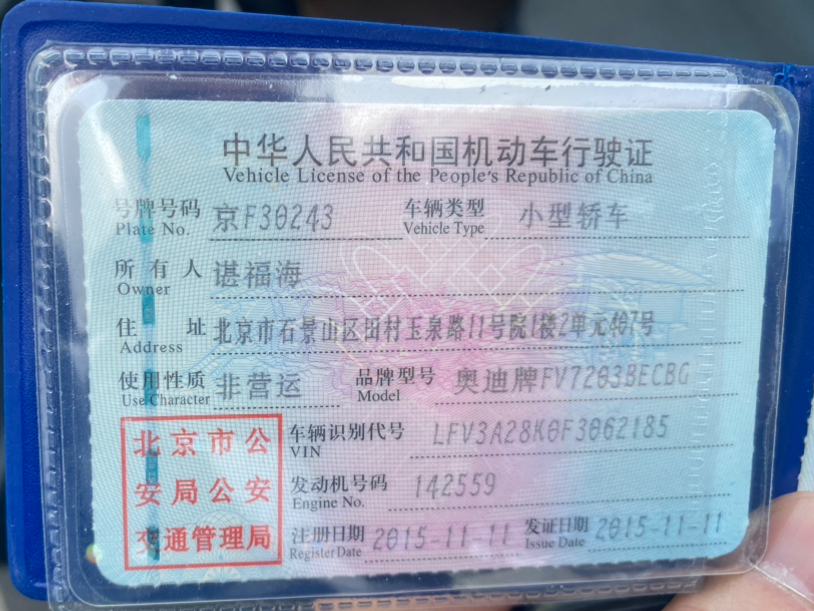 中华人民共和国机动车行驶证
Vehicle License of the People's Republic of China
号牌号码 京F30243 车辆类型 小型轿车
Plate No. Vehicle Type
所有人 谌福海
Owner
住址 北京市石景山区田村玉泉路11号院1楼2单元407号
Address
使用性质 非营运 品牌型号 奥迪牌FV7203BECBG
Use Character Model
北京市公 车辆识别代号 LFV3A28K0F3062185
VIN
安局公安 发动机号码 142559
Engine No.
交通管理局 注册日期 2015-11-11 发证日期 2015-11-11
Register Date Issue Date